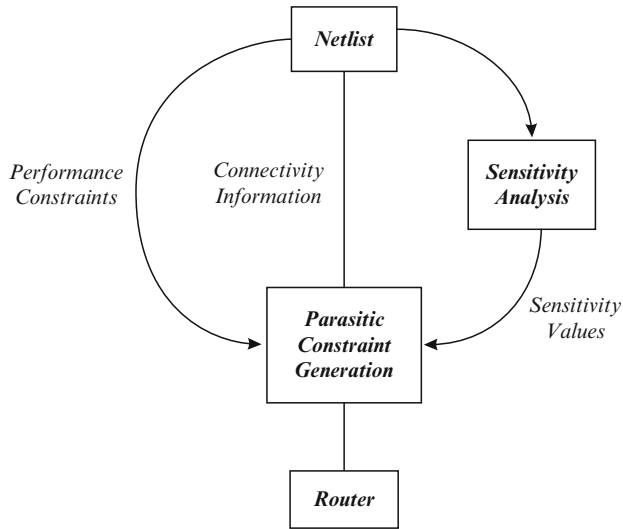 Netlist
Performance
Constraints
Connectivity
Information
Sensitivity
Analysis
Sensitivity
Values
Parasitic
Constraint
Generation
Router